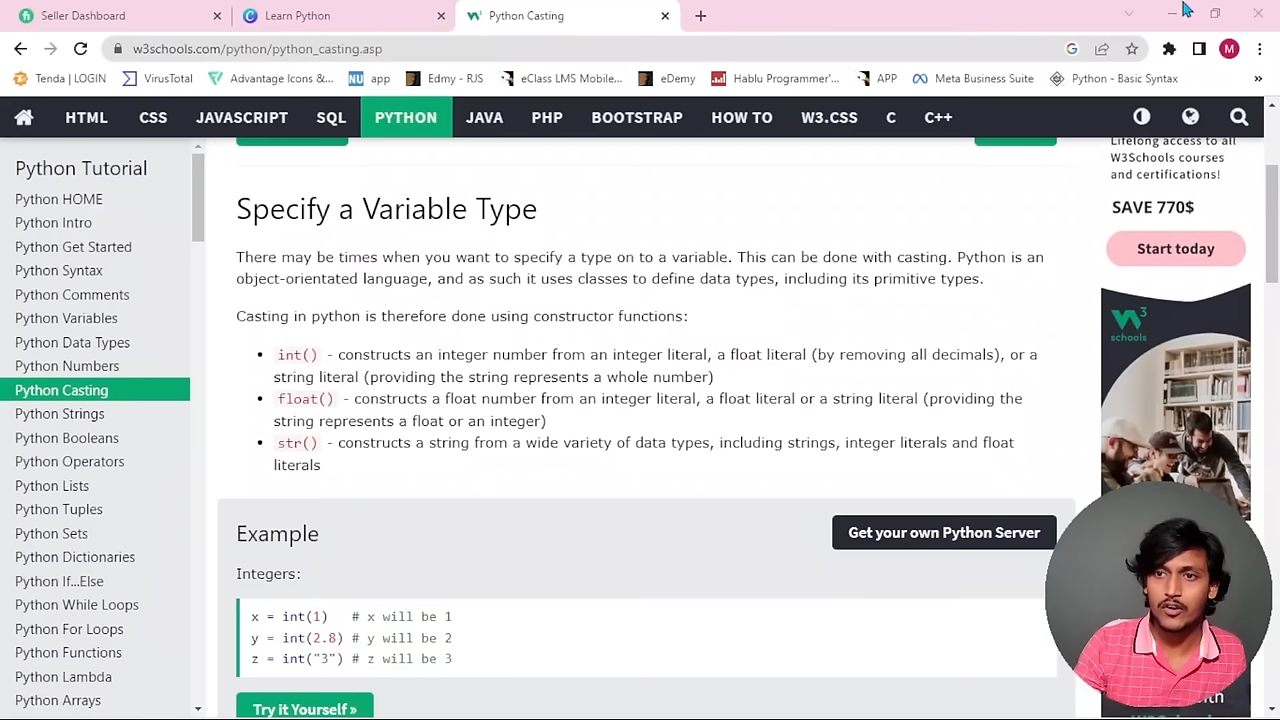 Seller Dashboard
Learn Python
Python Casting
w3schools.com/python/python_casting.asp
M
Tenda | LOGIN
VirusTotal
Advantage Icons &...
NU app
Edmy - RJS
eClass LMS Mobile...
eDemy
Hablu Programmer'...
APP
Meta Business Suite
Python - Basic Syntax
»
HTML CSS JAVASCRIPT SQL PYTHON JAVA PHP BOOTSTRAP HOW TO W3.CSS C C++
Python Tutorial
Python HOME
Python Intro
Python Get Started
Python Syntax
Python Comments
Python Variables
Python Data Types
Python Numbers
Python Casting
Python Strings
Python Booleans
Python Operators
Python Lists
Python Tuples
Python Sets
Python Dictionaries
Python If...Else
Python While Loops
Python For Loops
Python Functions
Python Lambda
Python Arrays
Specify a Variable Type
There may be times when you want to specify a type on to a variable. This can be done with casting. Python is an
object-orientated language, and as such it uses classes to define data types, including its primitive types.
Casting in python is therefore done using constructor functions:
• int() - constructs an integer number from an integer literal, a float literal (by removing all decimals), or a
string literal (providing the string represents a whole number)
• float() - constructs a float number from an integer literal, a float literal or a string literal (providing the
string represents a float or an integer)
• str() - constructs a string from a wide variety of data types, including strings, integer literals and float
literals
Example
Get your own Python Server
Integers:
x = int(1)   # x will be 1
y = int(2.8) # y will be 2
z = int("3") # z will be 3
Try it Yourself »
Lifelong access to all
W3Schools courses
and certifications!
SAVE 770$
Start today
W3
schools